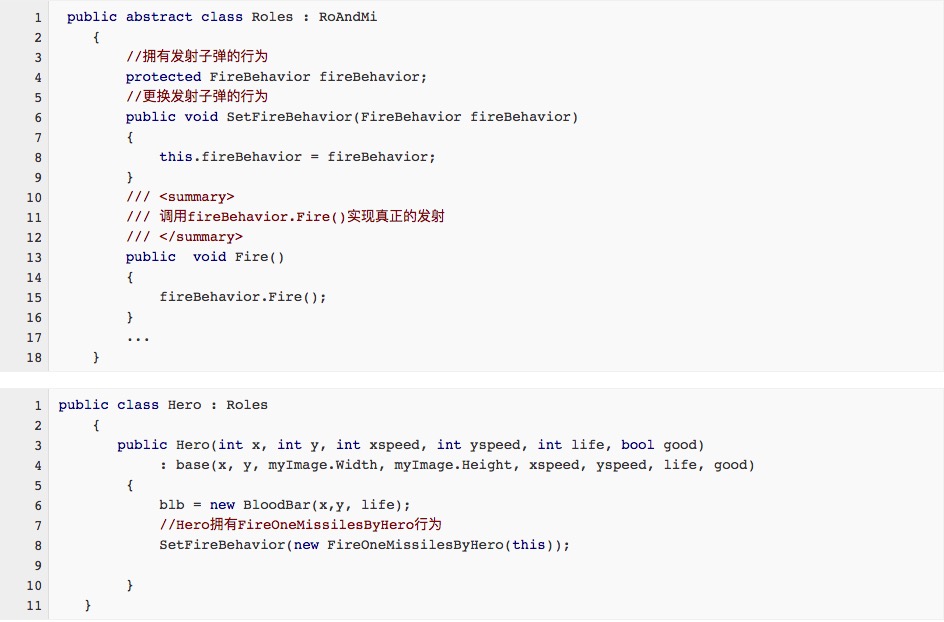 1 public abstract class Roles : RoAndMi
2 {
3 //拥有发射子弹的行为
4 protected FireBehavior fireBehavior;
5 //更换发射子弹的行为
6 public void SetFireBehavior(FireBehavior fireBehavior)
7 {
8 this.fireBehavior = fireBehavior;
9 }
10 /// <summary>
11 /// 调用fireBehavior.Fire()实现真正的发射
12 /// </summary>
13 public  void Fire()
14 {
15 fireBehavior.Fire();
16 }
17 ...
18 }
1 public class Hero : Roles
2 {
3 public Hero(int x, int y, int xspeed, int yspeed, int life, bool good)
4 : base(x, y, myImage.Width, myImage.Height, xspeed, yspeed, life, good)
5 {
6 blb = new BloodBar(x,y, life);
7 //Hero拥有FireOneMissilesByHero行为
8 SetFireBehavior(new FireOneMissilesByHero(this));
9
10 }
11 }